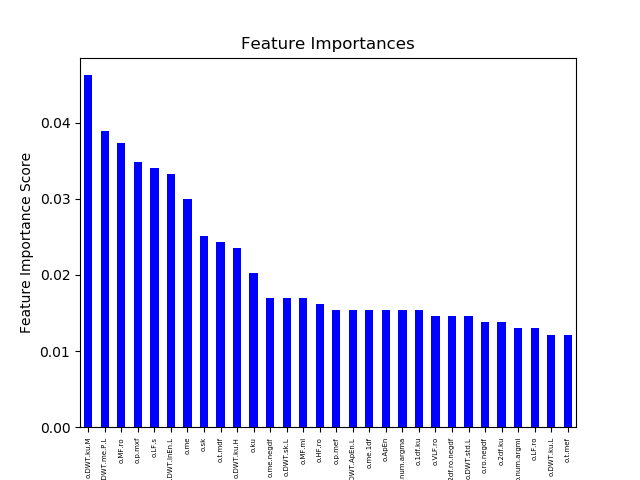 Feature Importances
Feature Importance Score
0.04
0.03
0.02
0.01
0.00
o.DWT.ku.M
DWT.me.P.L
o.MF.ro
o.p.mxf
o.LF.s
.DWT.InEn.L
o.me
o.sk
o.t.mdf
o.DWT.ku.H
o.ku
o.me.negdf
o.DWT.sk.L
o.MF.ml
o.HF.ro
o.p.mef
DWT.ApEn.L
o.me.1df
o.ApEn
num.argma
o.1df.ku
o.VLF.ro
2df.ro.negdf
o.DWT.std.L
o.ro.negdf
o.2df.ku
o.num.argmi
o.LF.ro
o.DWT.ku.L
o.t.mef